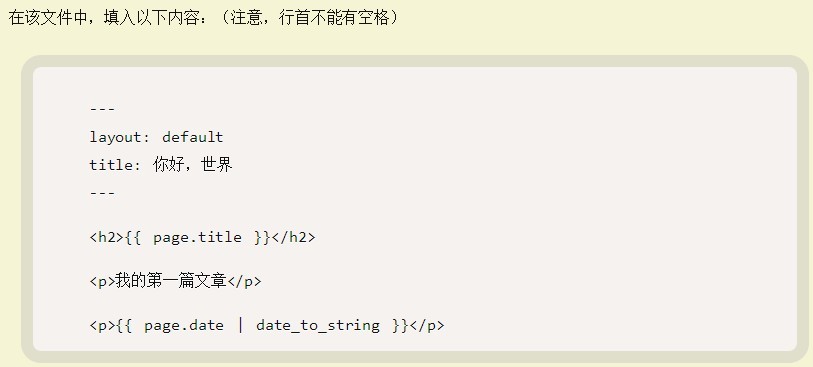 在该文件中，填入以下内容：（注意，行首不能有空格）
---
layout: default
title: 你好，世界
---
<h2>{{ page.title }}</h2>
<p>我的第一篇文章</p>
<p>{{ page.date | date_to_string }}</p>